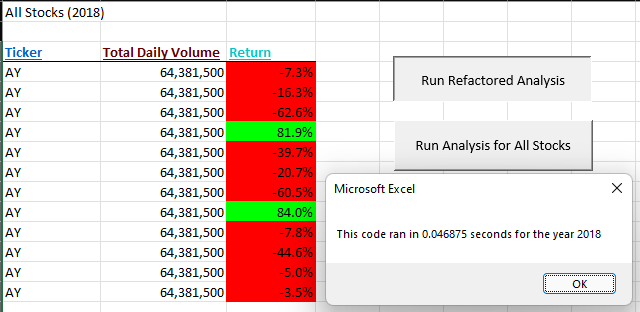 All Stocks (2018)
Ticker Total Daily Volume Return
AY 64,381,500 -7.3%
AY 64,381,500 -16.3%
AY 64,381,500 -62.6%
AY 64,381,500 81.9%
AY 64,381,500 -39.7%
AY 64,381,500 -20.7%
AY 64,381,500 -60.5%
AY 64,381,500 84.0%
AY 64,381,500 -7.8%
AY 64,381,500 -44.6%
AY 64,381,500 -5.0%
AY 64,381,500 -3.5%
Run Refactored Analysis
Run Analysis for All Stocks
Microsoft Excel
This code ran in 0.046875 seconds for the year 2018
OK